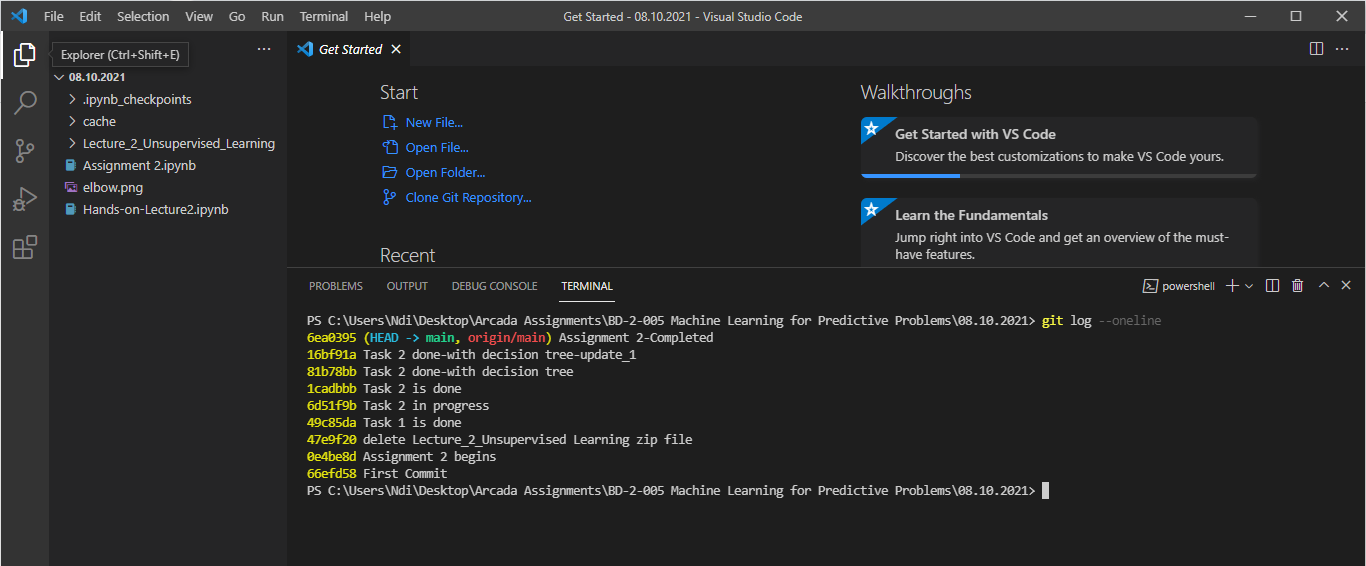 File Edit Selection View Go Run Terminal Help
Get Started - 08.10.2021 - Visual Studio Code
Explorer (Ctrl+Shift+E)
08.10.2021
.ipynb_checkpoints
cache
Lecture_2_Unsupervised_Learning
Assignment 2.ipynb
elbow.png
Hands-on-Lecture2.ipynb
Get Started
Start
New File...
Open File...
Open Folder...
Clone Git Repository...
Recent
Walkthroughs
Get Started with VS Code
Discover the best customizations to make VS Code yours.
Learn the Fundamentals
Jump right into VS Code and get an overview of the must-
have features.
PROBLEMS OUTPUT DEBUG CONSOLE TERMINAL
powershell
PS C:\Users\Ndi\Desktop\Arcada Assignments\BD-2-005 Machine Learning for Predictive Problems\08.10.2021> git log --oneline
6ea0395 (HEAD -> main, origin/main) Assignment 2-Completed
16bf91a Task 2 done-with decision tree-update_1
81b78bb Task 2 done-with decision tree
1cadbbb Task 2 is done
6d51f9b Task 2 in progress
49c85da Task 1 is done
47e9f20 delete Lecture_2_Unsupervised Learning zip file
0e4be8d Assignment 2 begins
66efd58 First Commit
PS C:\Users\Ndi\Desktop\Arcada Assignments\BD-2-005 Machine Learning for Predictive Problems\08.10.2021>